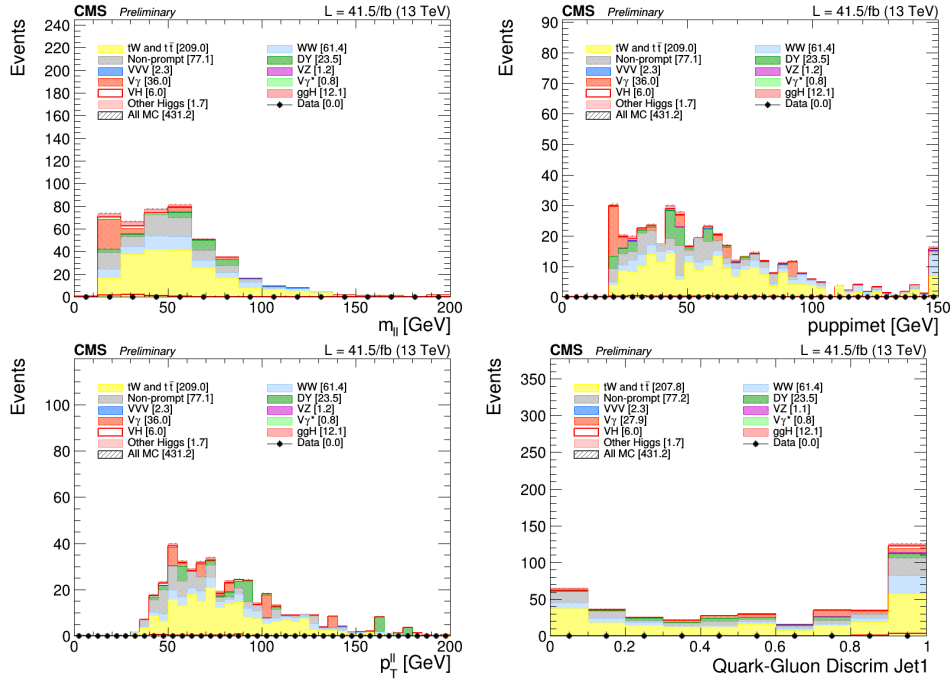 CMS Preliminary L = 41.5/fb (13 TeV)
Events
240
220
200
180
160
140
120
100
80
60
40
20
0
tW and tt̅ [209.0] WW [61.4]
Non-prompt [77.1] DY [23.5]
VVV [2.3] VZ [1.2]
Vγ [36.0] Vγ* [0.8]
VH [6.0] ggH [12.1]
Other Higgs [1.7] Data [0.0]
All MC [431.2]
0 50 100 150 200
m_ll [GeV]
CMS Preliminary L = 41.5/fb (13 TeV)
Events
90
80
70
60
50
40
30
20
10
0
tW and tt̅ [209.0] WW [61.4]
Non-prompt [77.1] DY [23.5]
VVV [2.3] VZ [1.2]
Vγ [36.0] Vγ* [0.8]
VH [6.0] ggH [12.1]
Other Higgs [1.7] Data [0.0]
All MC [431.2]
0 50 100 150
puppimet [GeV]
CMS Preliminary L = 41.5/fb (13 TeV)
Events
100
80
60
40
20
0
tW and tt̅ [209.0] WW [61.4]
Non-prompt [77.1] DY [23.5]
VVV [2.3] VZ [1.2]
Vγ [36.0] Vγ* [0.8]
VH [6.0] ggH [12.1]
Other Higgs [1.7] Data [0.0]
All MC [431.2]
0 50 100 150 200
p_T^ll [GeV]
CMS Preliminary L = 41.5/fb (13 TeV)
Events
350
300
250
200
150
100
50
0
tW and tt̅ [207.8] WW [61.4]
Non-prompt [77.2] DY [23.5]
VVV [2.3] VZ [1.1]
Vγ [27.9] Vγ* [0.8]
VH [6.0] ggH [12.1]
Other Higgs [1.7] Data [0.0]
All MC [431.2]
0 0.2 0.4 0.6 0.8 1
Quark-Gluon Discrim Jet1